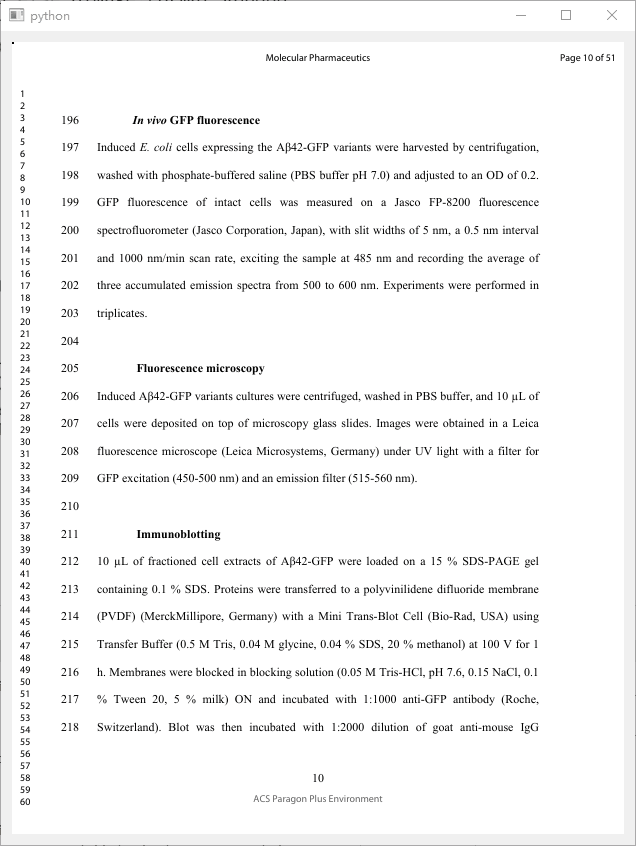 python
Molecular Pharmaceutics Page 10 of 51
1
2
3
4
5
6
7
8
9
10
11
12
13
14
15
16
17
18
19
20
21
22
23
24
25
26
27
28
29
30
31
32
33
34
35
36
37
38
39
40
41
42
43
44
45
46
47
48
49
50
51
52
53
54
55
56
57
58
59
60
196 In vivo GFP fluorescence
197 Induced E. coli cells expressing the Aβ42-GFP variants were harvested by centrifugation,
198 washed with phosphate-buffered saline (PBS buffer pH 7.0) and adjusted to an OD of 0.2.
199 GFP fluorescence of intact cells was measured on a Jasco FP-8200 fluorescence
200 spectrofluorometer (Jasco Corporation, Japan), with slit widths of 5 nm, a 0.5 nm interval
201 and 1000 nm/min scan rate, exciting the sample at 485 nm and recording the average of
202 three accumulated emission spectra from 500 to 600 nm. Experiments were performed in
203 triplicates.
204
205 Fluorescence microscopy
206 Induced Aβ42-GFP variants cultures were centrifuged, washed in PBS buffer, and 10 µL of
207 cells were deposited on top of microscopy glass slides. Images were obtained in a Leica
208 fluorescence microscope (Leica Microsystems, Germany) under UV light with a filter for
209 GFP excitation (450-500 nm) and an emission filter (515-560 nm).
210
211 Immunoblotting
212 10 µL of fractioned cell extracts of Aβ42-GFP were loaded on a 15 % SDS-PAGE gel
213 containing 0.1 % SDS. Proteins were transferred to a polyvinilidene difluoride membrane
214 (PVDF) (MerckMillipore, Germany) with a Mini Trans-Blot Cell (Bio-Rad, USA) using
215 Transfer Buffer (0.5 M Tris, 0.04 M glycine, 0.04 % SDS, 20 % methanol) at 100 V for 1
216 h. Membranes were blocked in blocking solution (0.05 M Tris-HCl, pH 7.6, 0.15 NaCl, 0.1
217 % Tween 20, 5 % milk) ON and incubated with 1:1000 anti-GFP antibody (Roche,
218 Switzerland). Blot was then incubated with 1:2000 dilution of goat anti-mouse IgG
10
ACS Paragon Plus Environment